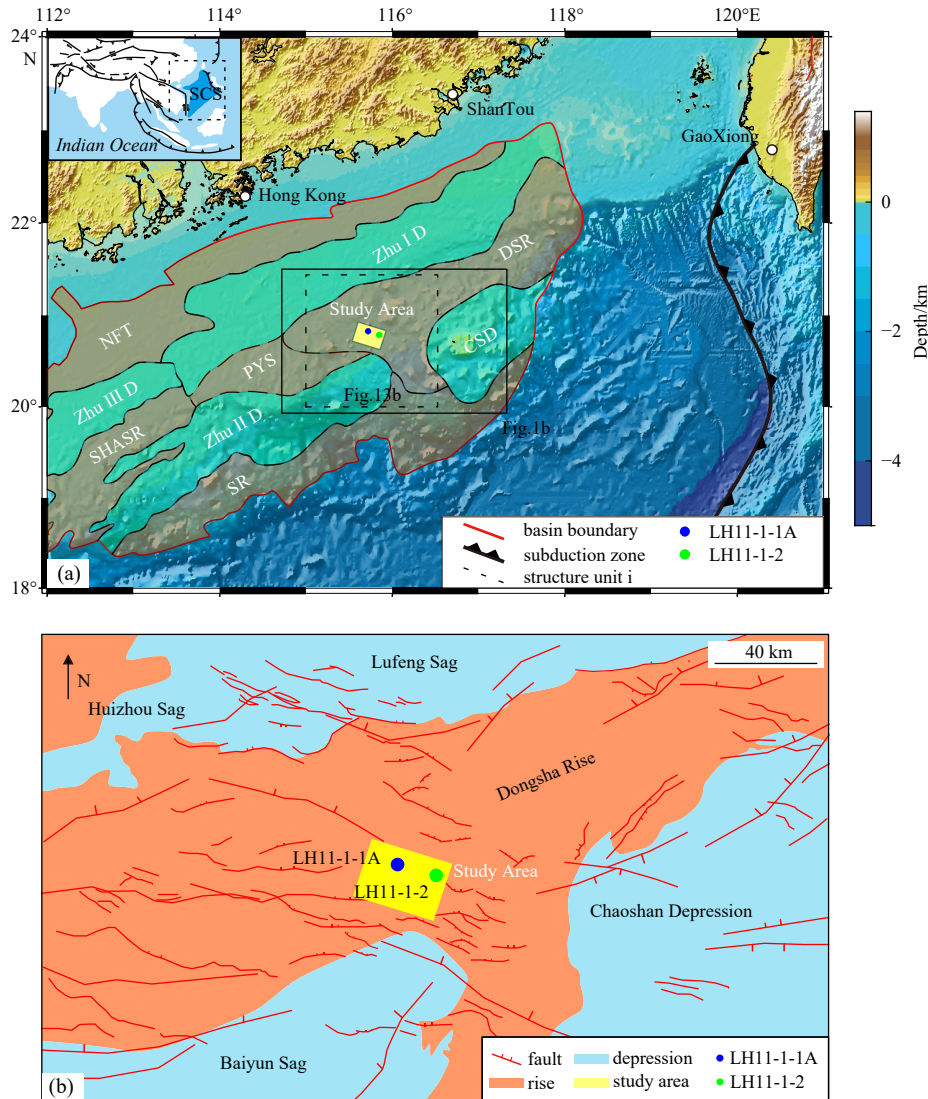 112°
114°
116°
118°
120°E
24°
N
22°
20°
18°
SCS
Indian Ocean
ShanTou
GaoXiong
Hong Kong
Zhu I D
DSR
Study Area
NFT
CSD
PYS
Fig.13b
Zhu III D
Zhu II D
Fig.1b
SHASR
SR
0
−2
−4
Depth/km
basin boundary
subduction zone
structure unit i
LH11-1-1A
LH11-1-2
(a)
40 km
N
Lufeng Sag
Huizhou Sag
Dongsha Rise
LH11-1-1A
Study Area
LH11-1-2
Chaoshan Depression
Baiyun Sag
fault
depression
LH11-1-1A
rise
study area
LH11-1-2
(b)